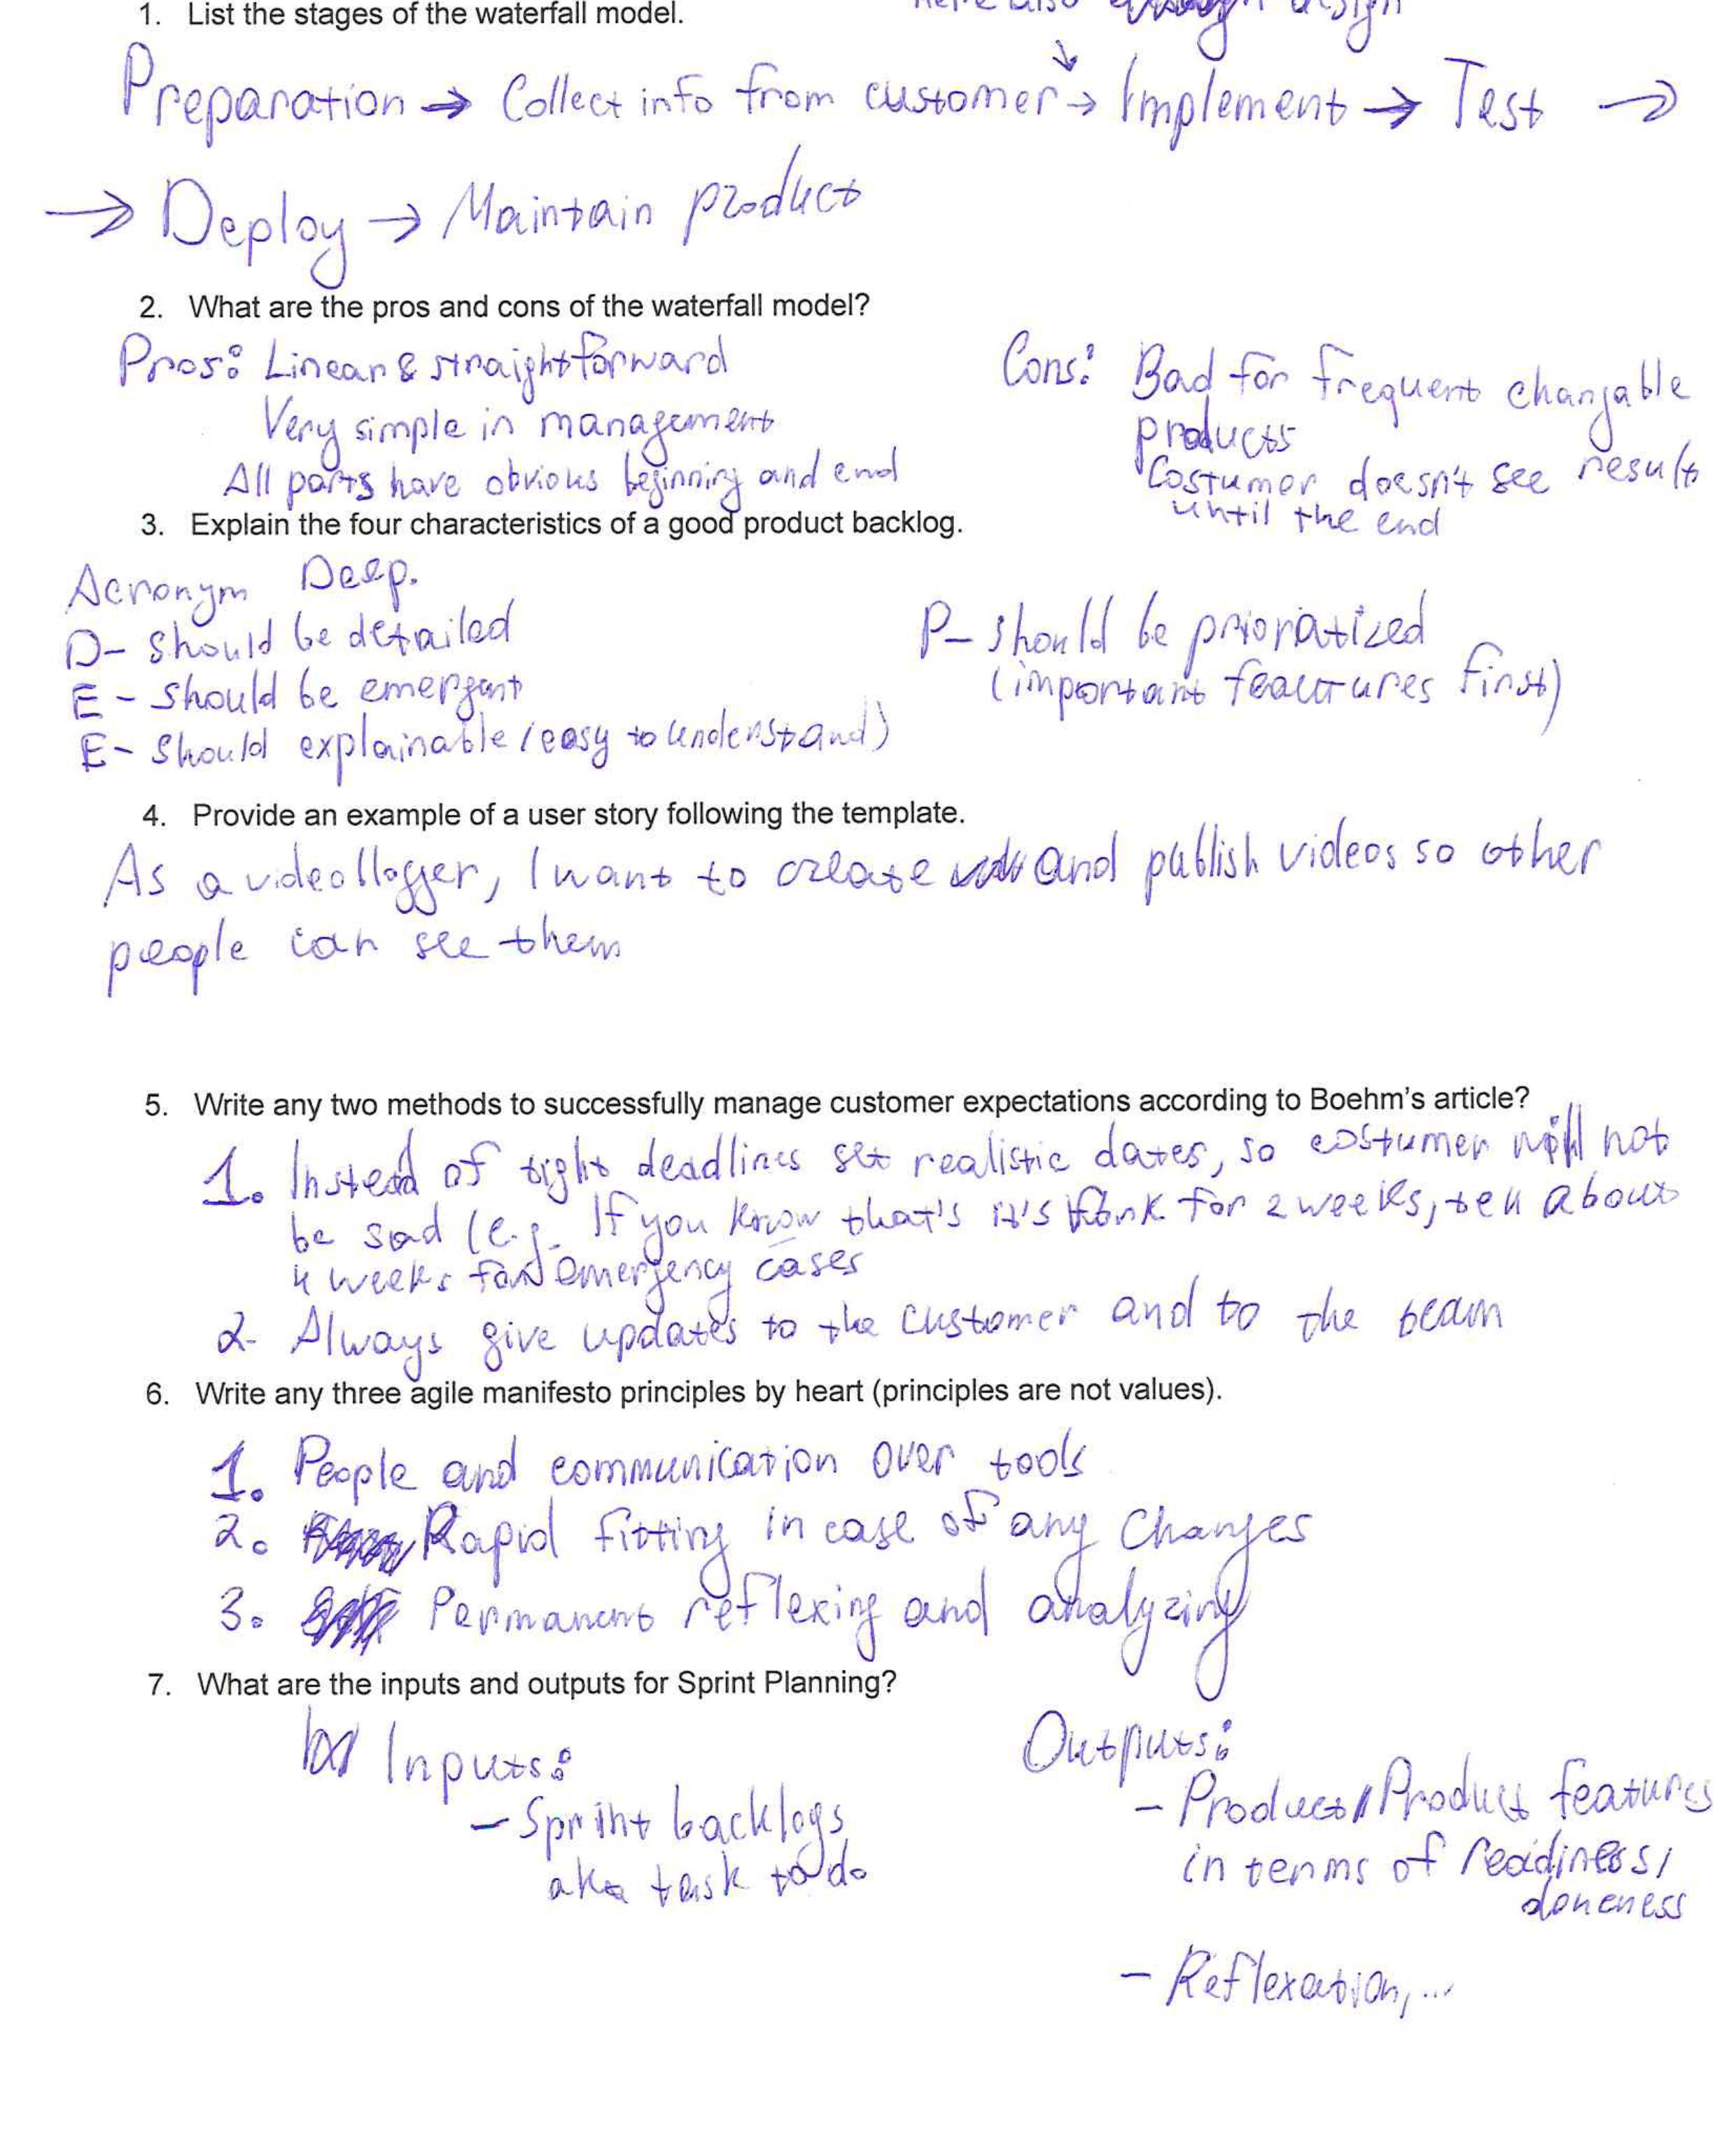 1. List the stages of the waterfall model.
here also design
Preparation → Collect info from customer → Implement → Test →
→ Deploy → Maintain product
2. What are the pros and cons of the waterfall model?
Pros: Linear & straightforward
Very simple in management
All parts have obvious beginning and end
Cons: Bad for frequent changable
products
Costumer doesn't see result
until the end
3. Explain the four characteristics of a good product backlog.
Acronym Deep.
D- should be detailed
E- should be emergent
E- should explainable (easy to understand)
P- should be prioratized
(important feautures first)
4. Provide an example of a user story following the template.
As a videoblogger, I want to create and publish videos so other
people can see them
5. Write any two methods to successfully manage customer expectations according to Boehm's article?
1. Instead of tight deadlines set realistic dates, so costumer will not
be sad (e.g. If you know that's it's work for 2 weeks, tell about
4 weeks for emergency cases
2- Always give updates to the customer and to the team
6. Write any three agile manifesto principles by heart (principles are not values).
1. People and communication over tools
2. Rapid fitting in case of any changes
3. Permanent reflexing and analyzing
7. What are the inputs and outputs for Sprint Planning?
Inputs:
- Sprint backlogs
aka task to do
Outputs:
- Product/Product features
in terms of readiness/
doneness
- Reflexation,...